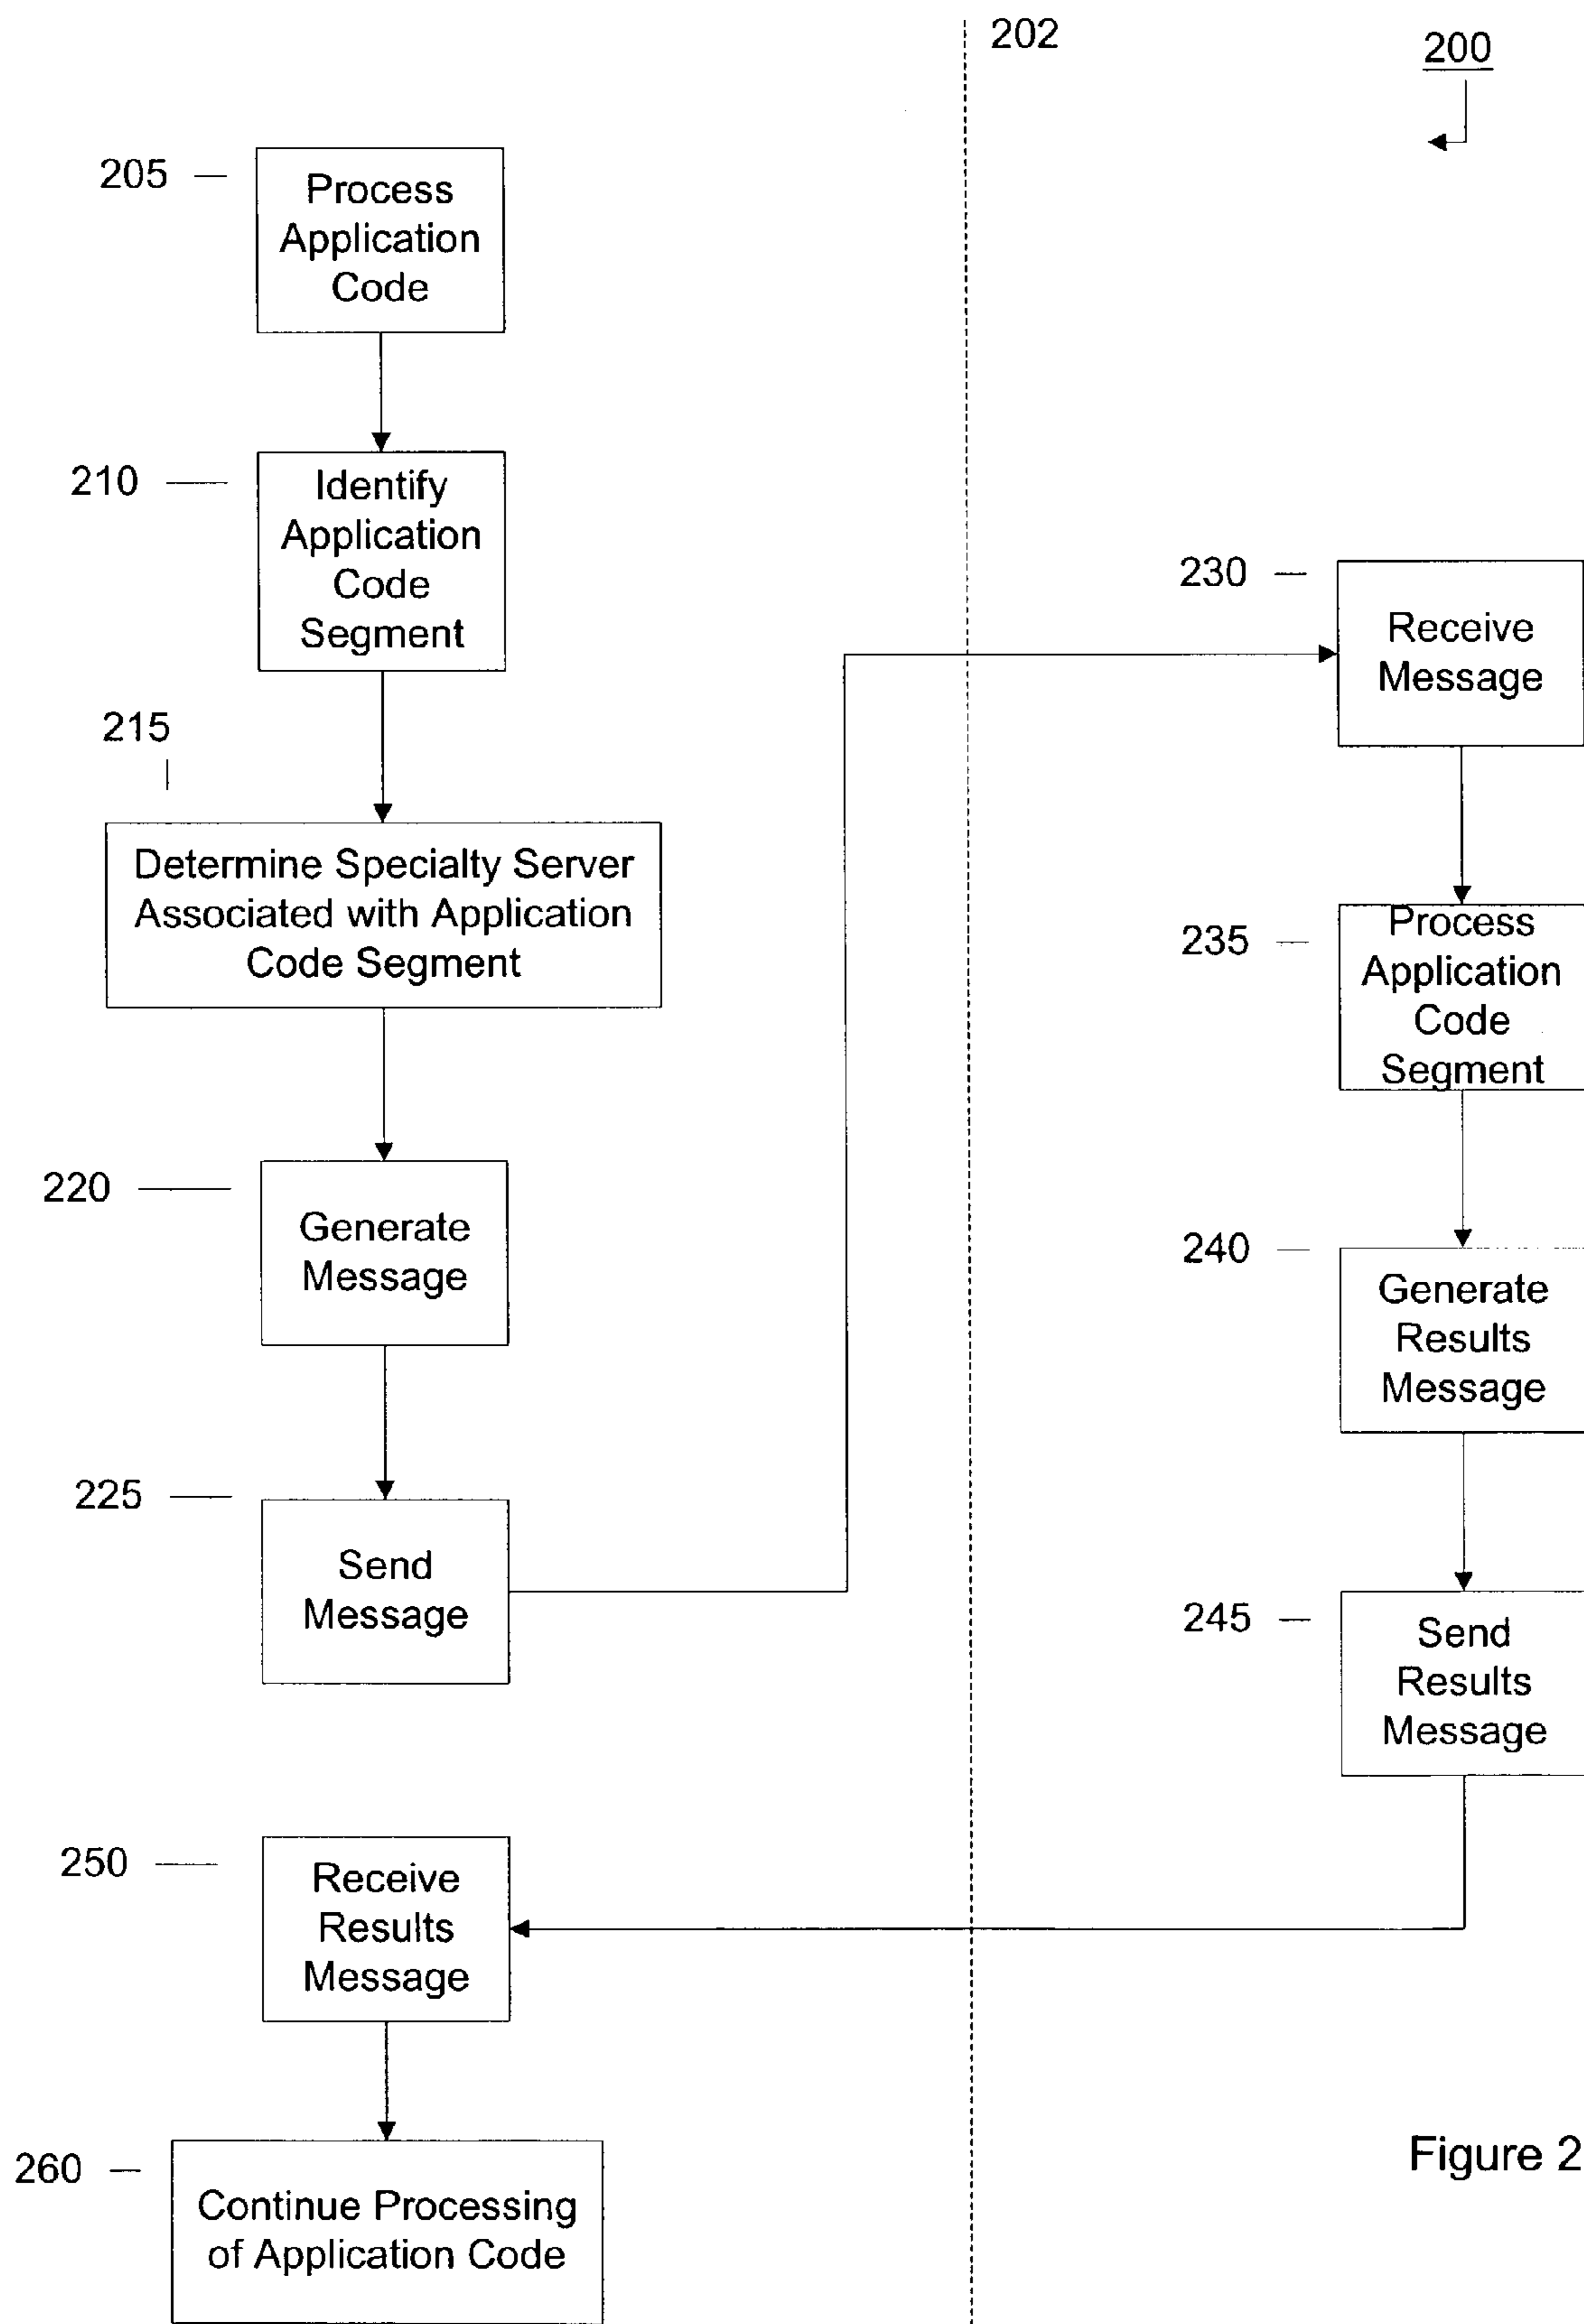 202
200
205
Process
Application
Code
210
Identify
Application
Code
Segment
215
Determine Specialty Server
Associated with Application
Code Segment
220
Generate
Message
225
Send
Message
230
Receive
Message
235
Process
Application
Code
Segment
240
Generate
Results
Message
245
Send
Results
Message
250
Receive
Results
Message
260
Continue Processing
of Application Code
Figure 2